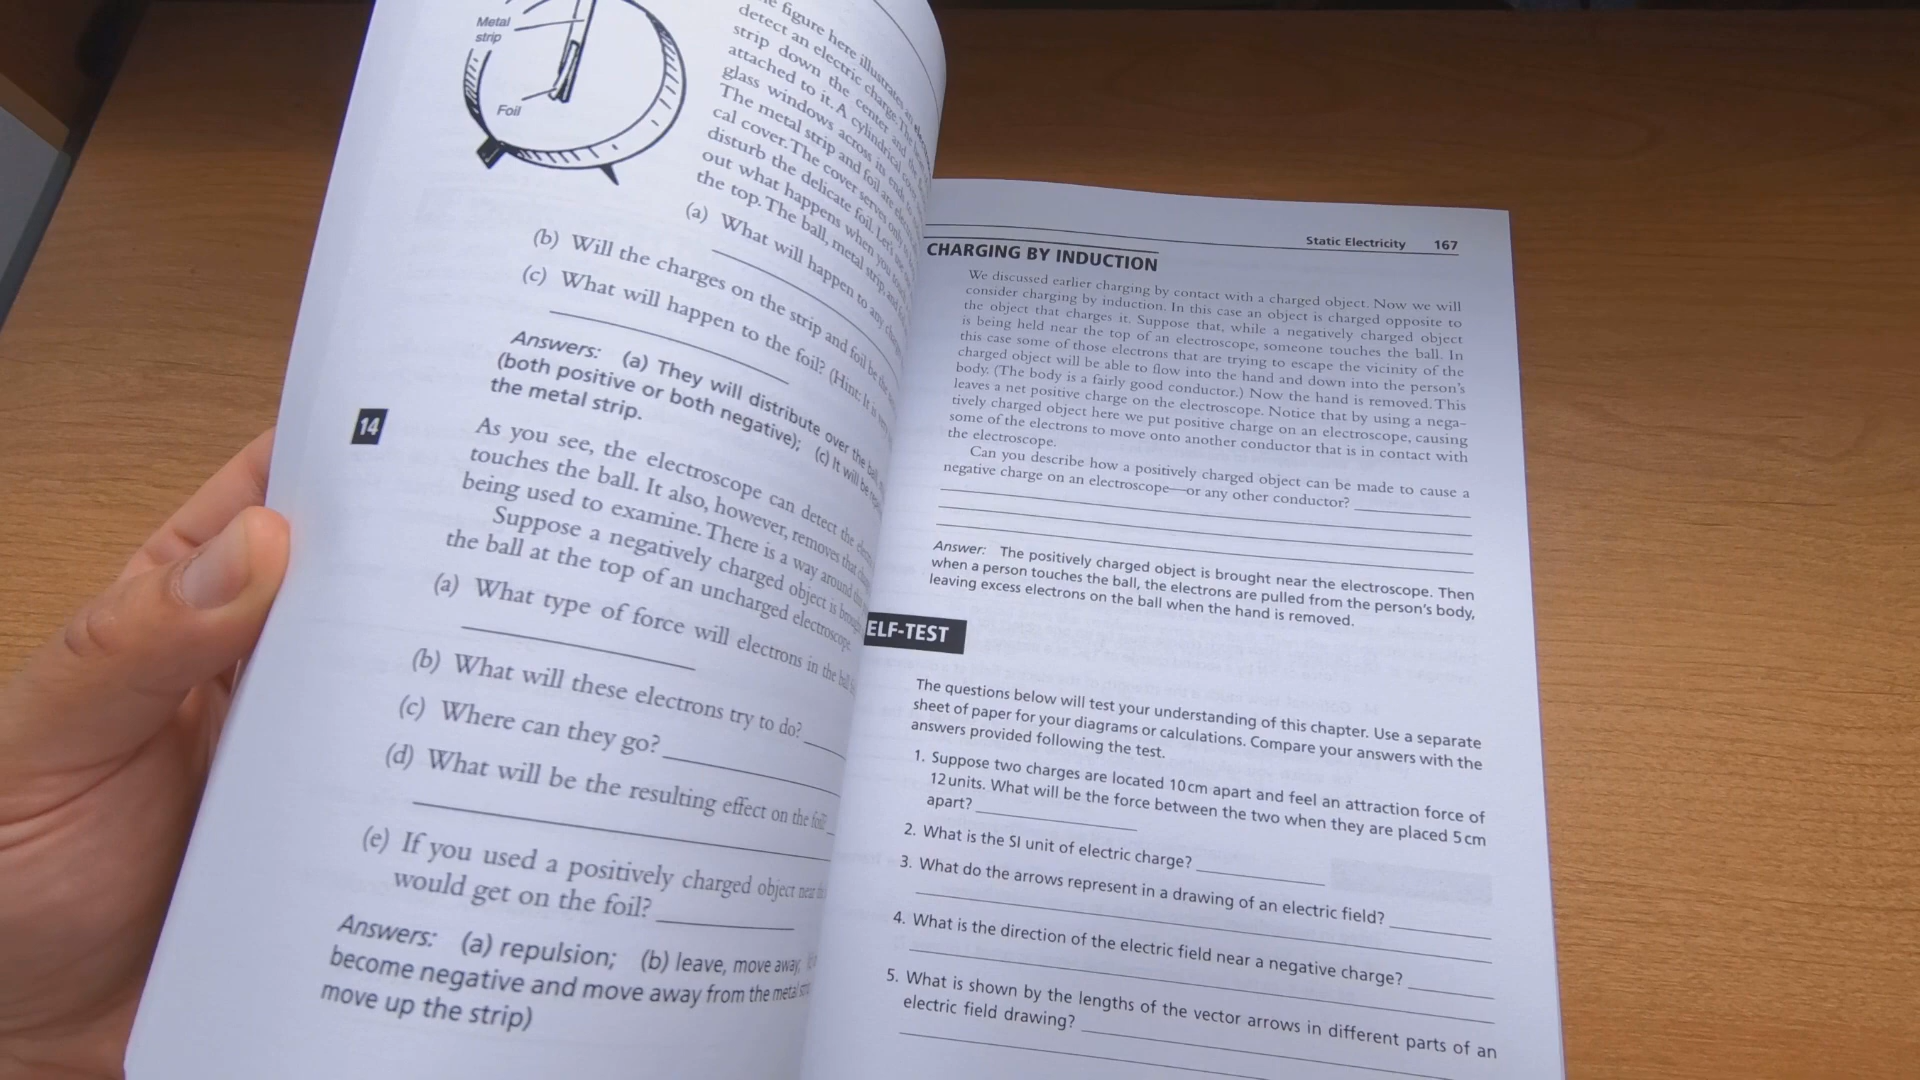 Metal
strip
Foil
figure here illustrates an
detect an electric charge. The
strip down the center and the
attached to it. A cylindrical cover
glass windows across its ends
The metal strip and foil are
cal cover. The cover serves only to
disturb the delicate foil. Let's
out what happens when you touch
the top. The ball, metal strip, and
(a) What will happen to any
(b) Will the charges on the strip and foil be the
(c) What will happen to the foil? (Hint: It is
Answers: (a) They will distribute over the ball,
(both positive or both negative); (c) It will be
the metal strip.
14
As you see, the electroscope can detect the
touches the ball. It also, however, removes that
being used to examine. There is a way around
Suppose a negatively charged object is brought
the ball at the top of an uncharged electroscope.
(a) What type of force will electrons in the ball
(b) What will these electrons try to do?
(c) Where can they go?
(d) What will be the resulting effect on the foil?
(e) If you used a positively charged object near
would get on the foil?
Answers: (a) repulsion; (b) leave, move away,
become negative and move away from the metal
move up the strip)
Static Electricity 167
CHARGING BY INDUCTION
We discussed earlier charging by contact with a charged object. Now we will
consider charging by induction. In this case an object is charged opposite to
the object that charges it. Suppose that, while a negatively charged object
is being held near the top of an electroscope, someone touches the ball. In
this case some of those electrons that are trying to escape the vicinity of the
charged object will be able to flow into the hand and down into the person's
body. (The body is a fairly good conductor.) Now the hand is removed. This
leaves a net positive charge on the electroscope. Notice that by using a nega-
tively charged object here we put positive charge on an electroscope, causing
some of the electrons to move onto another conductor that is in contact with
the electroscope.
Can you describe how a positively charged object can be made to cause a
negative charge on an electroscope—or any other conductor?
Answer: The positively charged object is brought near the electroscope. Then
when a person touches the ball, the electrons are pulled from the person's body,
leaving excess electrons on the ball when the hand is removed.
ELF-TEST
The questions below will test your understanding of this chapter. Use a separate
sheet of paper for your diagrams or calculations. Compare your answers with the
answers provided following the test.
1. Suppose two charges are located 10 cm apart and feel an attraction force of
12 units. What will be the force between the two when they are placed 5 cm
apart?
2. What is the SI unit of electric charge?
3. What do the arrows represent in a drawing of an electric field?
4. What is the direction of the electric field near a negative charge?
5. What is shown by the lengths of the vector arrows in different parts of an
electric field drawing?